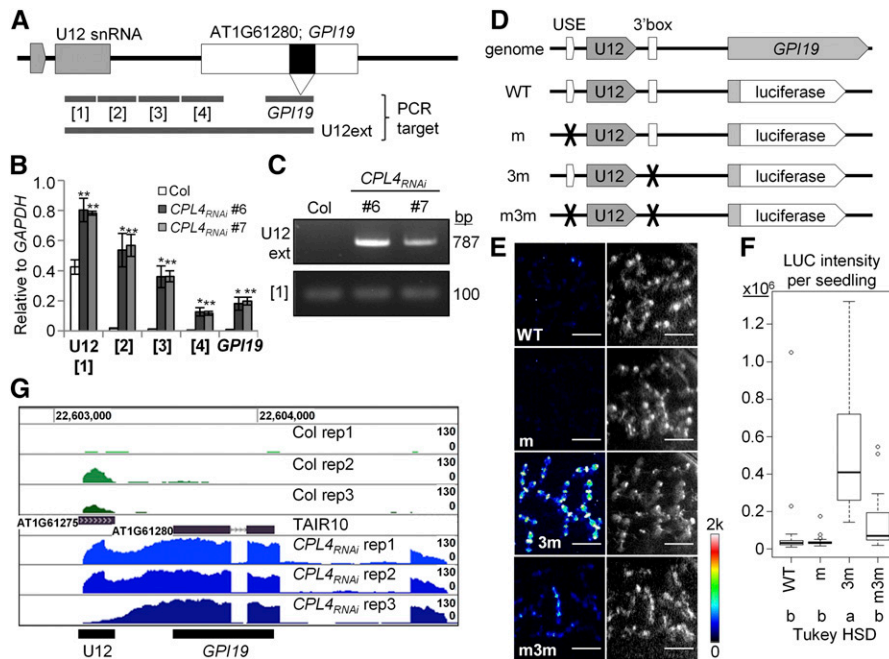 A
U12 snRNA
AT1G61280; GPI19
[1]
[2]
[3]
[4]
GPI19
U12ext
PCR
target
B
Relative to GAPDH
1.0
0.8
0.6
0.4
0.2
0
Col
CPL4RNAi #6
CPL4RNAi #7
**
**
*
**
*
**
*
**
*
**
U12
[1]
[2]
[3]
[4]
GPI19
C
CPL4RNAi
Col
#6
#7
bp
U12
ext
787
[1]
100
D
USE
3'box
genome
U12
GPI19
WT
U12
luciferase
m
U12
luciferase
3m
U12
luciferase
m3m
U12
luciferase
E
WT
m
3m
m3m
2k
0
F
LUC intensity
per seedling
x10⁶
1.2
1.0
0.8
0.6
0.4
0.2
0
WT
m
3m
m3m
b
b
a
b
Tukey HSD
G
22,603,000
22,604,000
Col rep1
130
0
Col rep2
130
0
Col rep3
130
0
AT1G61275
TAIR10
AT1G61280
CPL4RNAi rep1
130
0
CPL4RNAi rep2
130
0
CPL4RNAi rep3
130
0
U12
GPI19